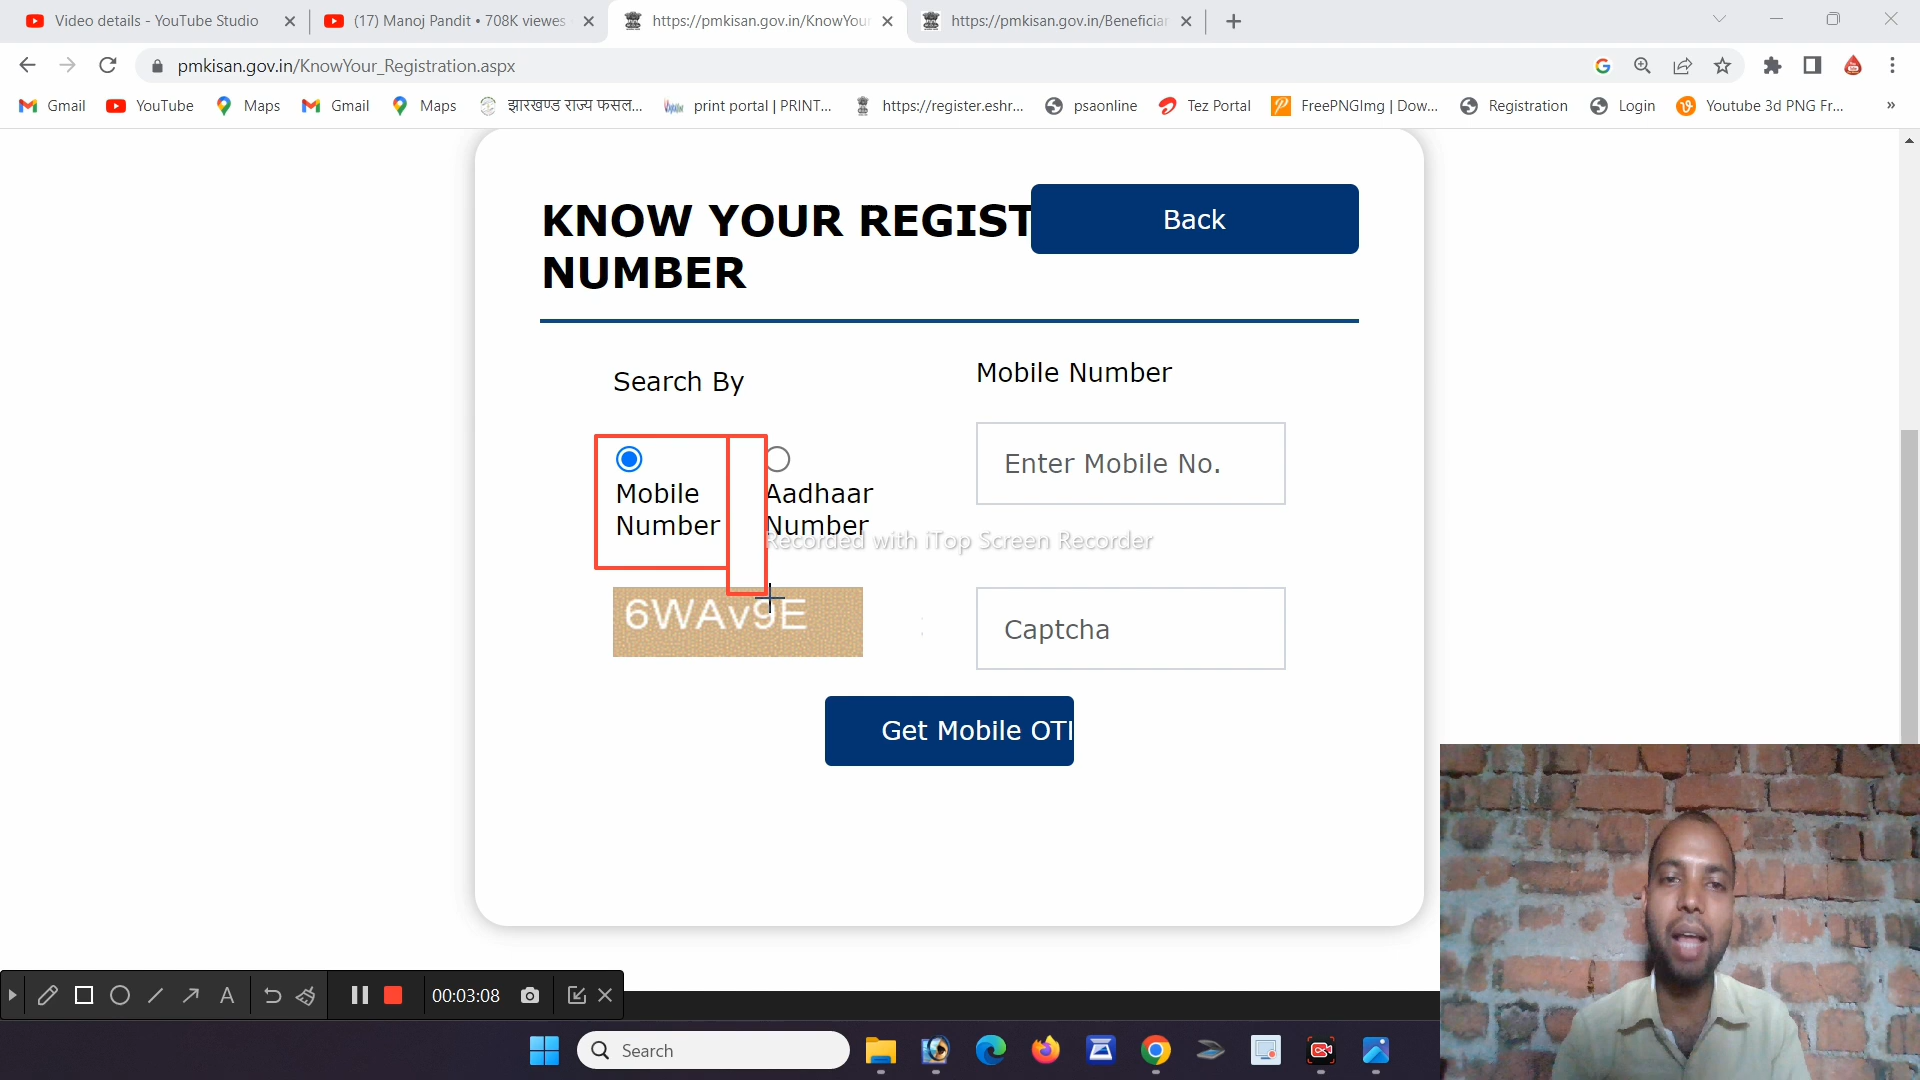 Video details - YouTube Studio
(17) Manoj Pandit • 708K viewes
https://pmkisan.gov.in/KnowYour
https://pmkisan.gov.in/Beneficiar
pmkisan.gov.in/KnowYour_Registration.aspx
Gmail
YouTube
Maps
Gmail
Maps
झारखण्ड राज्य फसल...
print portal | PRINT...
https://register.eshr...
psaonline
Tez Portal
FreePNGImg | Dow...
Registration
Login
Youtube 3d PNG Fr...
»
KNOW YOUR REGIST
NUMBER
Back
Search By
Mobile Number
Mobile
Number
Aadhaar
Number
Enter Mobile No.
Recorded with iTop Screen Recorder
6WAv9E
Captcha
Get Mobile OT
A
00:03:08
Search